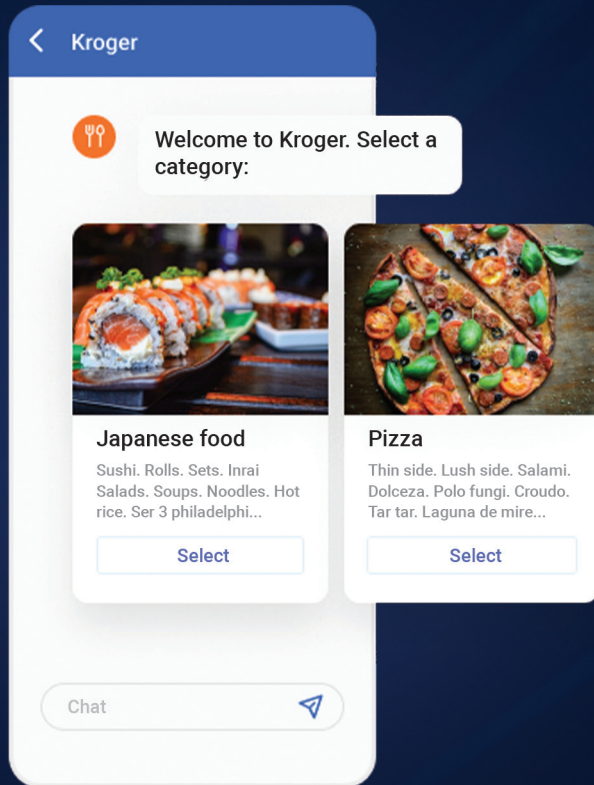 Kroger
Welcome to Kroger. Select a
category:
Japanese food
Sushi. Rolls. Sets. Inrai
Salads. Soups. Noodles. Hot
rice. Ser 3 philadelphi...
Select
Pizza
Thin side. Lush side. Salami.
Dolceza. Polo fungi. Croudo.
Tar tar. Laguna de mire...
Select
Chat